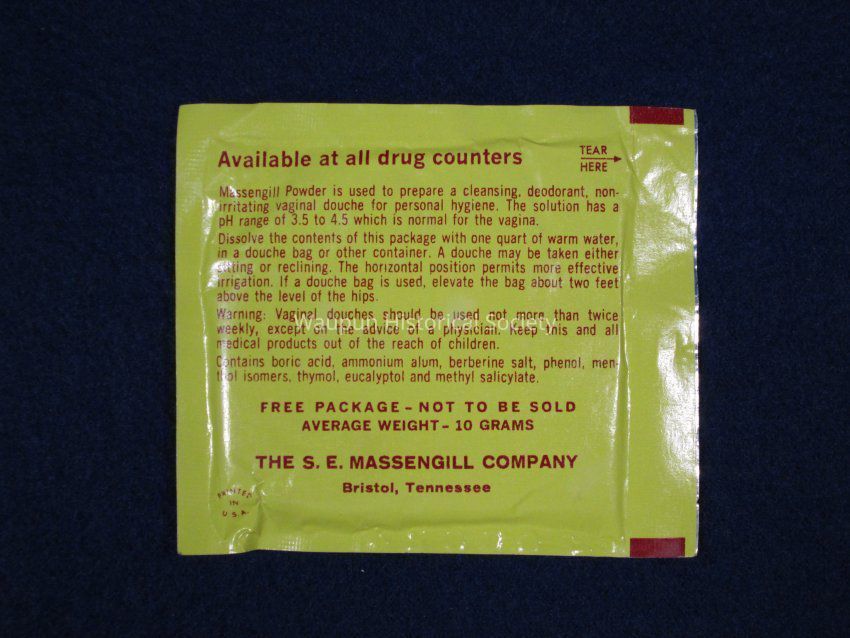 Available at all drug counters
TEAR
HERE
Massengill Powder is used to prepare a cleansing, deodorant, non-
irritating vaginal douche for personal hygiene. The solution has a
pH range of 3.5 to 4.5 which is normal for the vagina.
Dissolve the contents of this package with one quart of warm water,
in a douche bag or other container. A douche may be taken either
sitting or reclining. The horizontal position permits more effective
irrigation. If a douche bag is used, elevate the bag about two feet
above the level of the hips.
Warning: Vaginal douches should be used not more than twice
weekly, except on the advice of a physician. Keep this and all
medical products out of the reach of children.
Contains boric acid, ammonium alum, berberine salt, phenol, men-
thol isomers, thymol, eucalyptol and methyl salicylate.
Waunun Historical Society
FREE PACKAGE – NOT TO BE SOLD
AVERAGE WEIGHT – 10 GRAMS
THE S. E. MASSENGILL COMPANY
Bristol, Tennessee
PRINTED
IN
U.S.A.